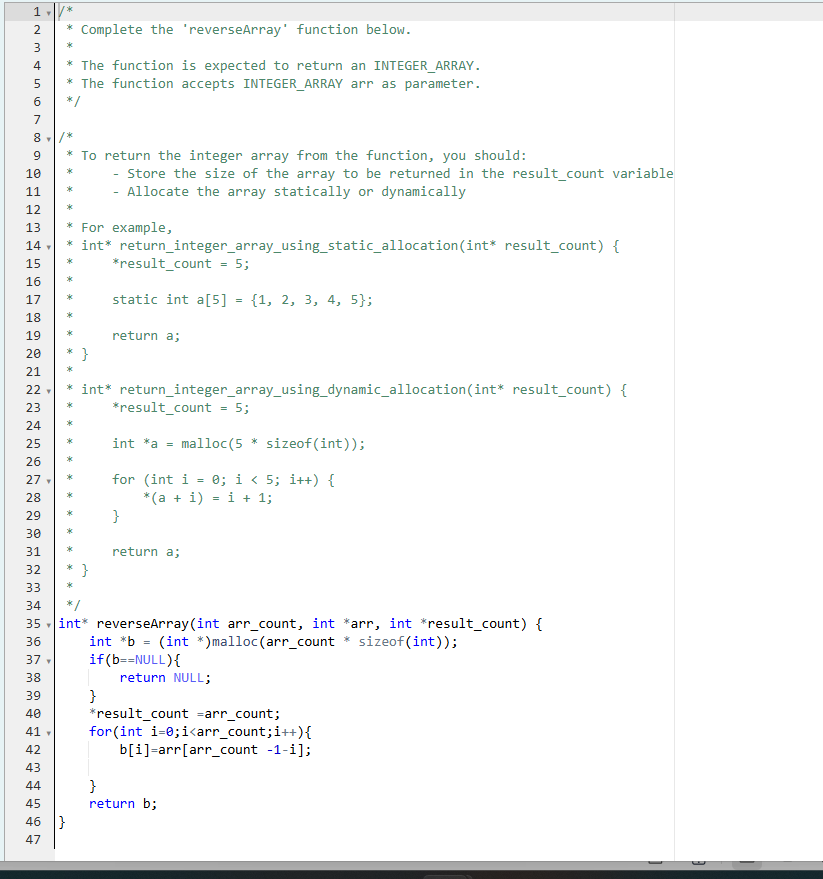 1 /*
2  * Complete the 'reverseArray' function below.
3  *
4  * The function is expected to return an INTEGER_ARRAY.
5  * The function accepts INTEGER_ARRAY arr as parameter.
6  */
7
8 /*
9  * To return the integer array from the function, you should:
10  *     - Store the size of the array to be returned in the result_count variable
11  *     - Allocate the array statically or dynamically
12  *
13  * For example,
14  * int* return_integer_array_using_static_allocation(int* result_count) {
15  *     *result_count = 5;
16  *
17  *     static int a[5] = {1, 2, 3, 4, 5};
18  *
19  *     return a;
20  * }
21  *
22  * int* return_integer_array_using_dynamic_allocation(int* result_count) {
23  *     *result_count = 5;
24  *
25  *     int *a = malloc(5 * sizeof(int));
26  *
27  *     for (int i = 0; i < 5; i++) {
28  *         *(a + i) = i + 1;
29  *     }
30  *
31  *     return a;
32  * }
33  *
34  */
35 int* reverseArray(int arr_count, int *arr, int *result_count) {
36     int *b = (int *)malloc(arr_count * sizeof(int));
37     if(b==NULL){
38         return NULL;
39     }
40     *result_count =arr_count;
41     for(int i=0;i<arr_count;i++){
42         b[i]=arr[arr_count -1-i];
43
44     }
45     return b;
46 }
47